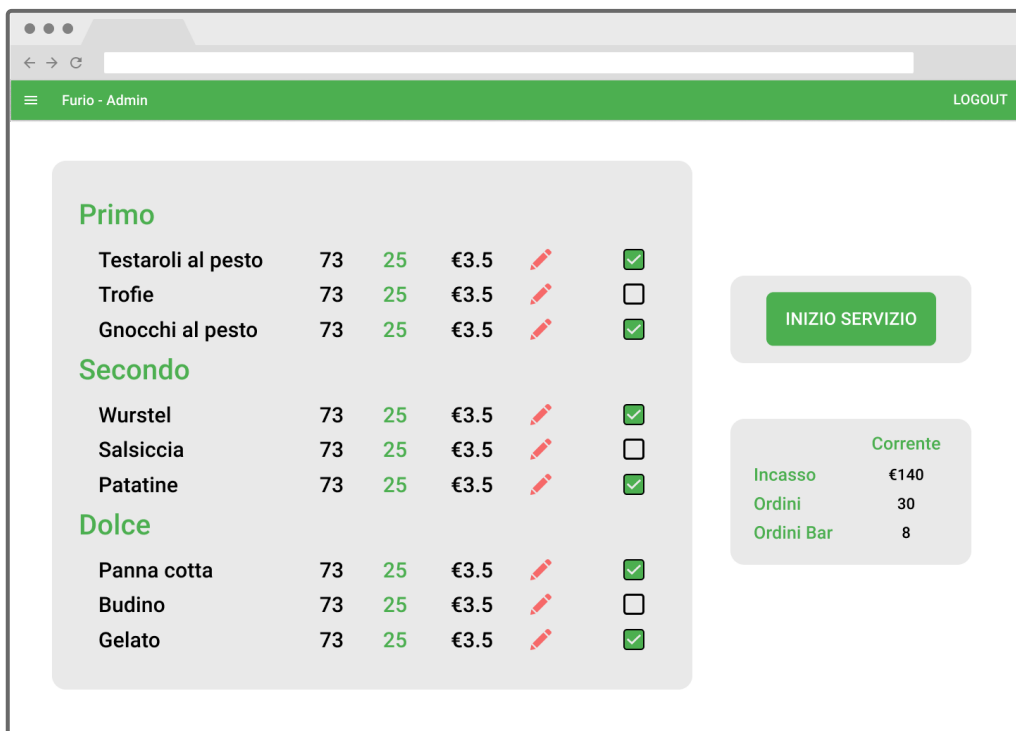 Furio - Admin LOGOUT
Primo
Testaroli al pesto 73 25 €3.5
Trofie 73 25 €3.5
Gnocchi al pesto 73 25 €3.5
Secondo
Wurstel 73 25 €3.5
Salsiccia 73 25 €3.5
Patatine 73 25 €3.5
Dolce
Panna cotta 73 25 €3.5
Budino 73 25 €3.5
Gelato 73 25 €3.5
INIZIO SERVIZIO
Corrente
Incasso €140
Ordini 30
Ordini Bar 8